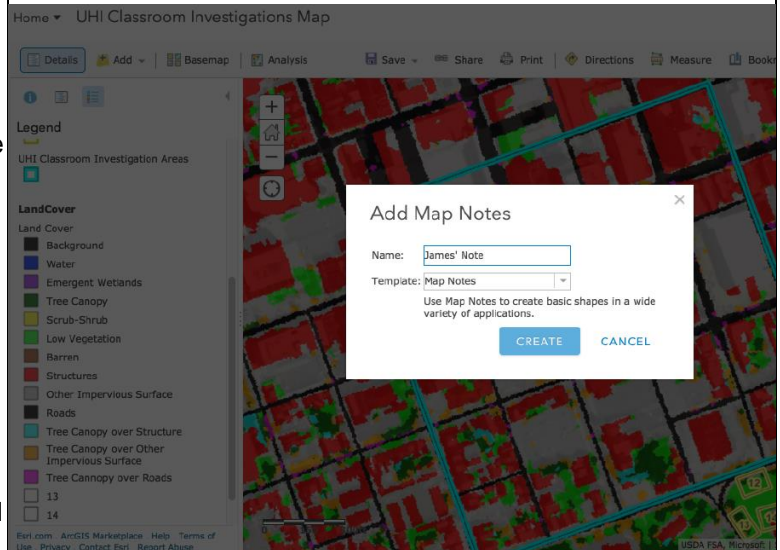 Home UHI Classroom Investigations Map
Details Add Basemap Analysis Save Share Print Directions Measure Bookm
Legend
UHI Classroom Investigation Areas
LandCover
Land Cover
Background
Water
Emergent Wetlands
Tree Canopy
Scrub-Shrub
Low Vegetation
Barren
Structures
Other Impervious Surface
Roads
Tree Canopy over Structure
Tree Canopy over Other
Impervious Surface
Tree Cannopy over Roads
13
14
Esri.com ArcGIS Marketplace Help Terms of
Use Privacy Contact Esri Report Abuse
Add Map Notes
Name: James' Note
Template: Map Notes
Use Map Notes to create basic shapes in a wide
variety of applications.
CREATE CANCEL
12
USDA FSA, Microsoft